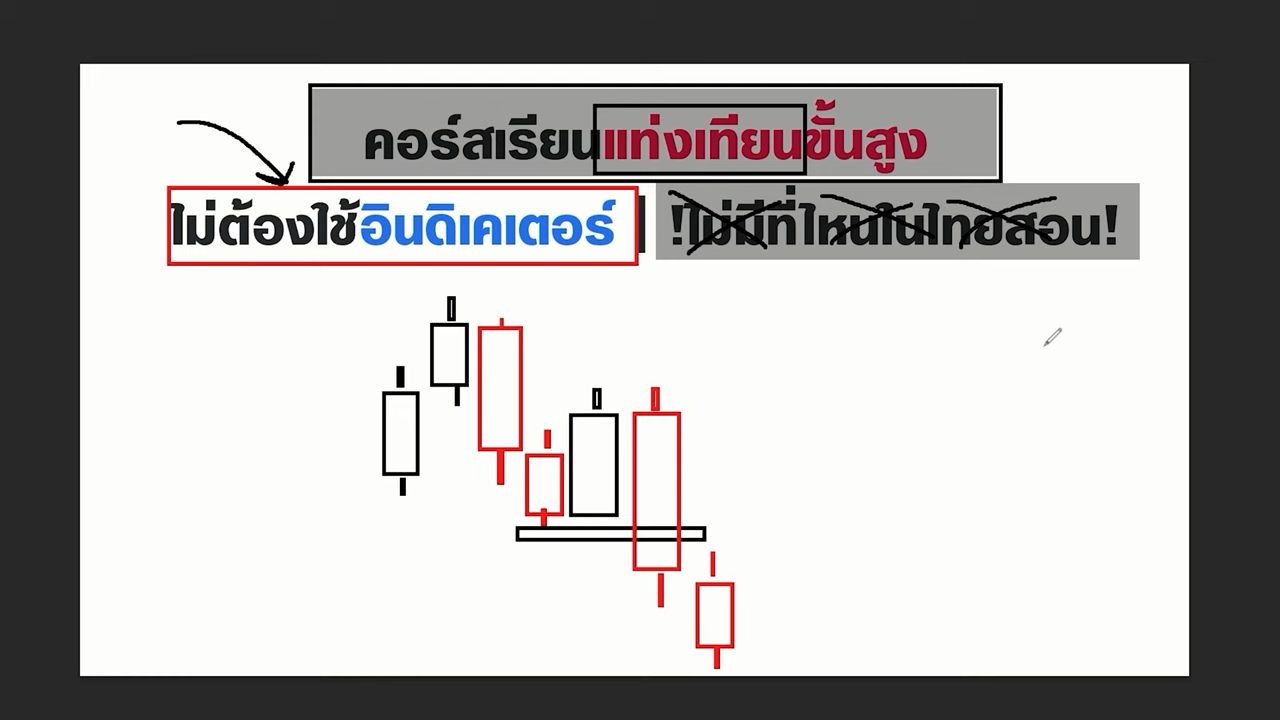 คอร์สเรียนแท่งเทียนขั้นสูง
ไม่ต้องใช้อินดิเคเตอร์ | !ไม่มีที่ไหนในไทยสอน!